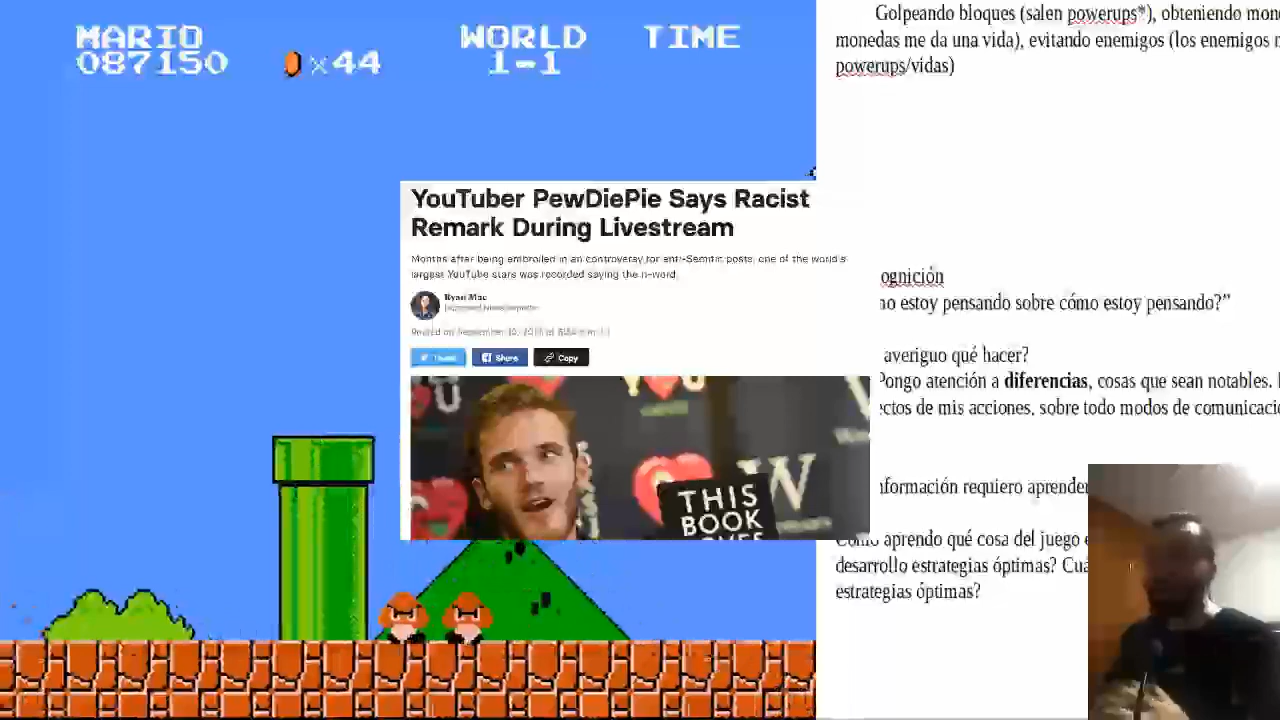 MARIO WORLD TIME
087150 ×44 1-1
Golpeando bloques (salen powerups*), obteniendo mon
monedas me da una vida), evitando enemigos (los enemigos
powerups/vidas)
YouTuber PewDiePie Says Racist
Remark During Livestream
Months after being embroiled in an controversy for anti-Semitic posts, one of the world's
largest YouTube stars was recorded saying the n-word.
Ryan Mac
Tweet Share Copy
U
W
THIS
BOOK
LOVES
ognición
no estoy pensando sobre cómo estoy pensando?”
averiguo qué hacer?
Pongo atención a diferencias, cosas que sean notables.
ectos de mis acciones, sobre todo modos de comunicaci
nformación requiero aprender
Cómo aprendo qué cosa del juego
desarrollo estrategias óptimas?
estrategias óptimas?